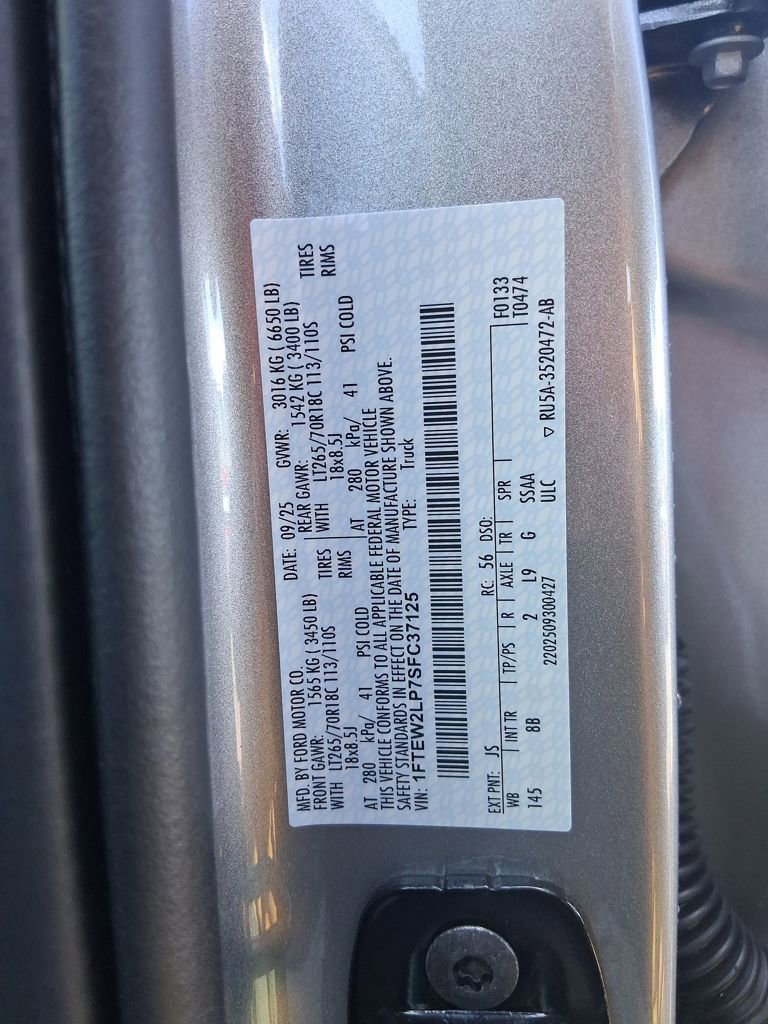 MFD. BY FORD MOTOR CO. DATE: 09/25 GVWR: 3016 KG ( 6650 LB)
FRONT GAWR: 1565 KG ( 3450 LB) REAR GAWR: 1542 KG ( 3400 LB)
WITH LT265/70R18C 113/110S TIRES WITH LT265/70R18C 113/110S TIRES
18x8.5J RIMS 18x8.5J RIMS
AT 280 kPa/ 41 PSI COLD AT 280 kPa/ 41 PSI COLD
THIS VEHICLE CONFORMS TO ALL APPLICABLE FEDERAL MOTOR VEHICLE
SAFETY STANDARDS IN EFFECT ON THE DATE OF MANUFACTURE SHOWN ABOVE.
VIN: 1FTEW2LP7SFC37125 TYPE: Truck
EXT PNT: JS RC: 56 DSO: F0133
WB INT TR TP/PS R AXLE TR SPR T0474
145 8B 2 L9 G SSAA
2202509300427 ULC ▽ RU5A-3520472-AB